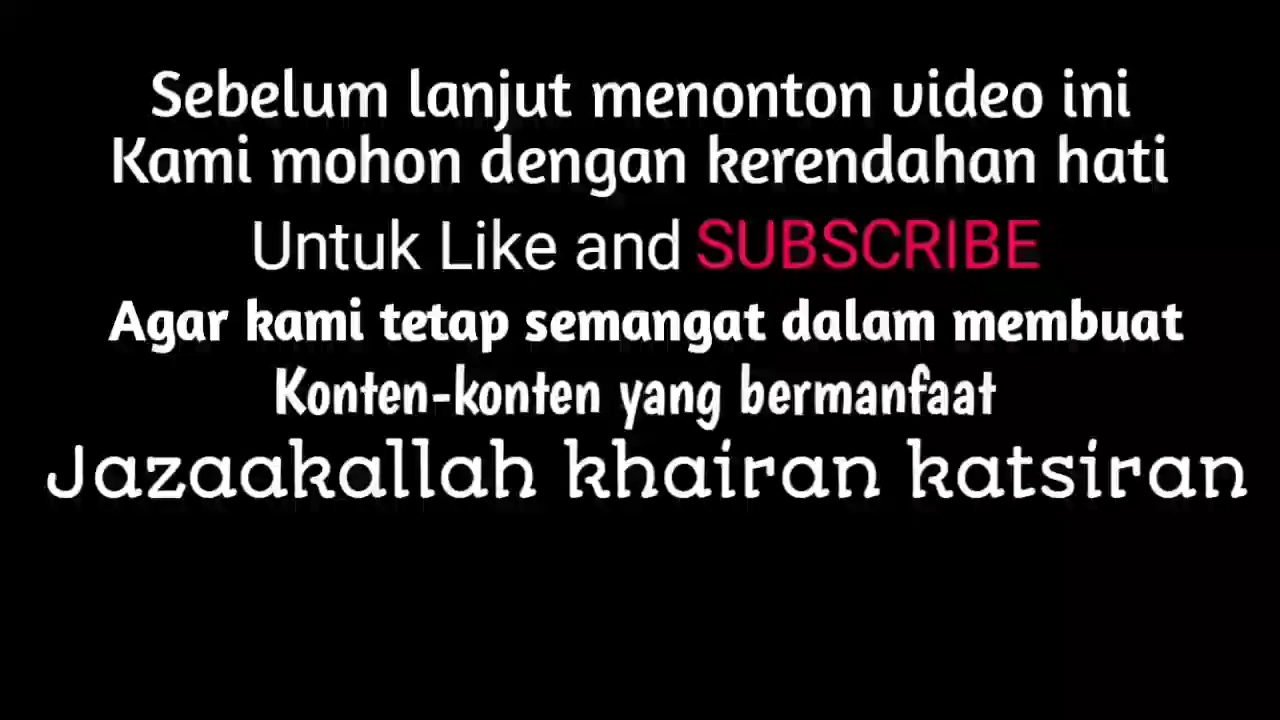 Sebelum lanjut menonton video ini
Kami mohon dengan kerendahan hati
Untuk Like and SUBSCRIBE
Agar kami tetap semangat dalam membuat
Konten-konten yang bermanfaat
Jazaakallah khairan katsiran